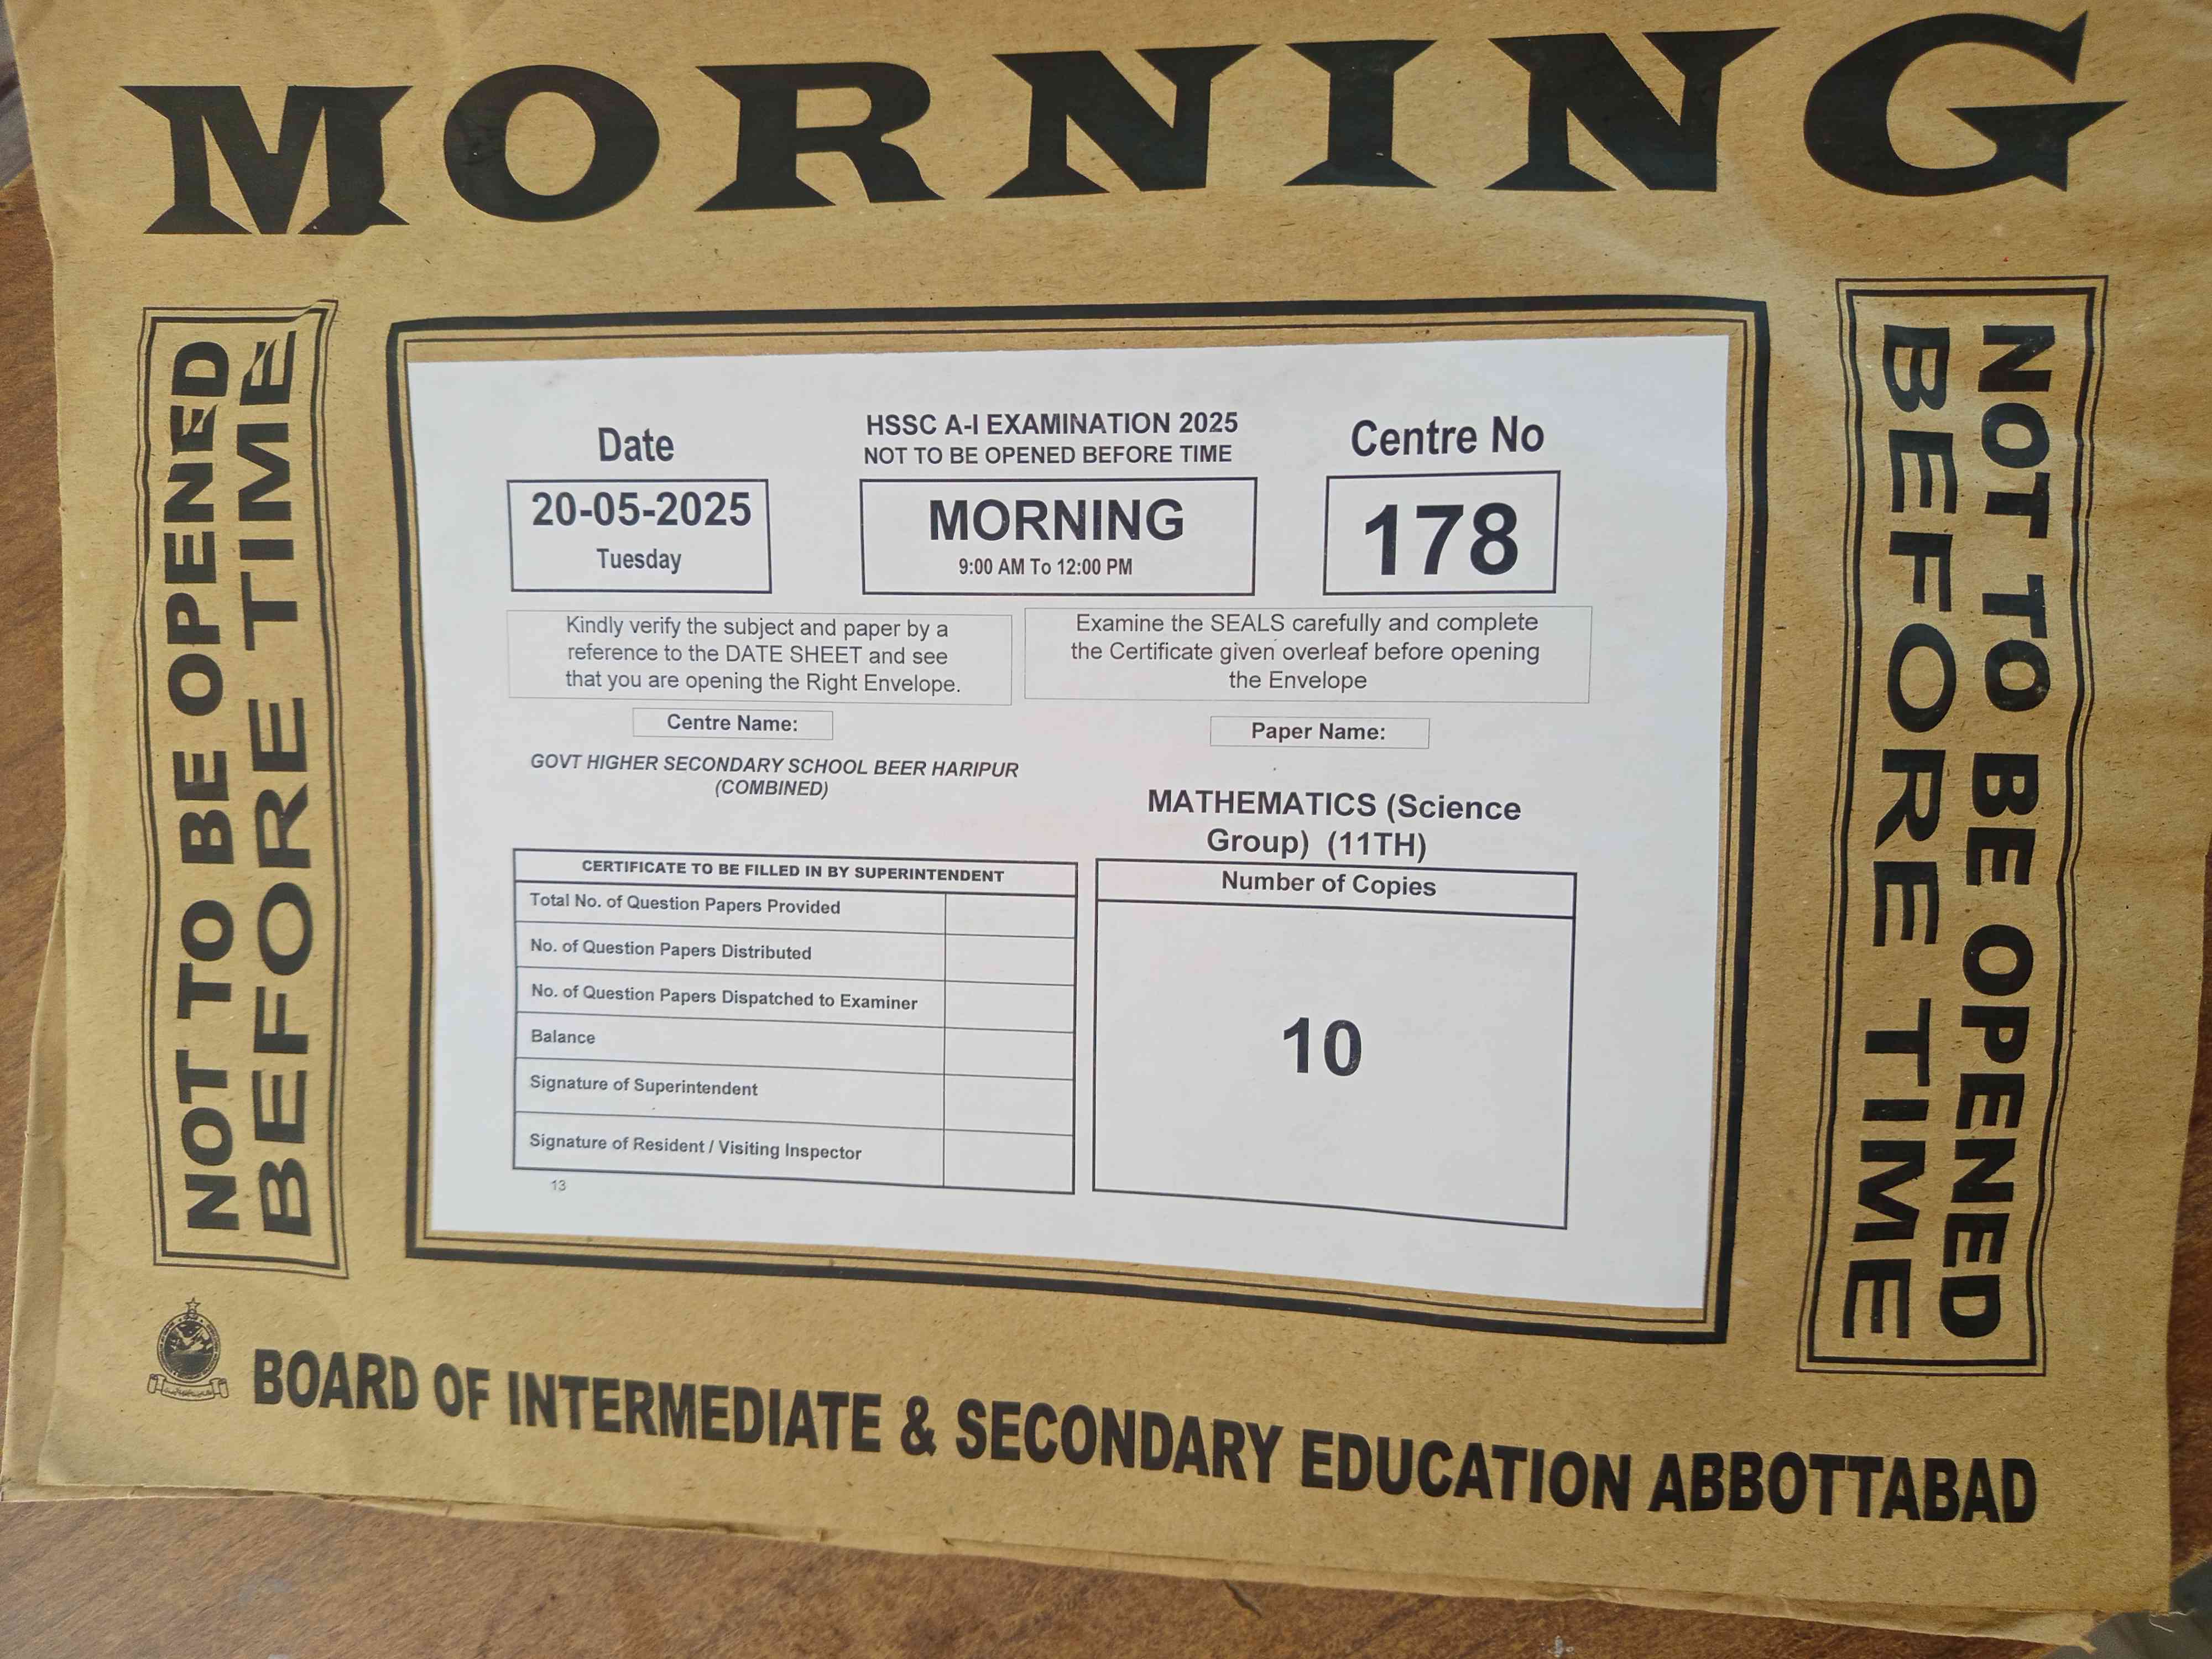 MORNING
NOT TO BE OPENED
BEFORE TIME
Date
20-05-2025
Tuesday
HSSC A-I EXAMINATION 2025
NOT TO BE OPENED BEFORE TIME
MORNING
9:00 AM To 12:00 PM
Centre No
178
Kindly verify the subject and paper by a
reference to the DATE SHEET and see
that you are opening the Right Envelope.
Examine the SEALS carefully and complete
the Certificate given overleaf before opening
the Envelope
Centre Name:
GOVT HIGHER SECONDARY SCHOOL BEER HARIPUR
(COMBINED)
Paper Name:
MATHEMATICS (Science
Group) (11TH)
CERTIFICATE TO BE FILLED IN BY SUPERINTENDENT
Total No. of Question Papers Provided
No. of Question Papers Distributed
No. of Question Papers Dispatched to Examiner
Balance
Signature of Superintendent
Signature of Resident / Visiting Inspector
13
Number of Copies
10
NOT TO BE OPENED
BEFORE TIME
BOARD OF INTERMEDIATE & SECONDARY EDUCATION ABBOTTABAD